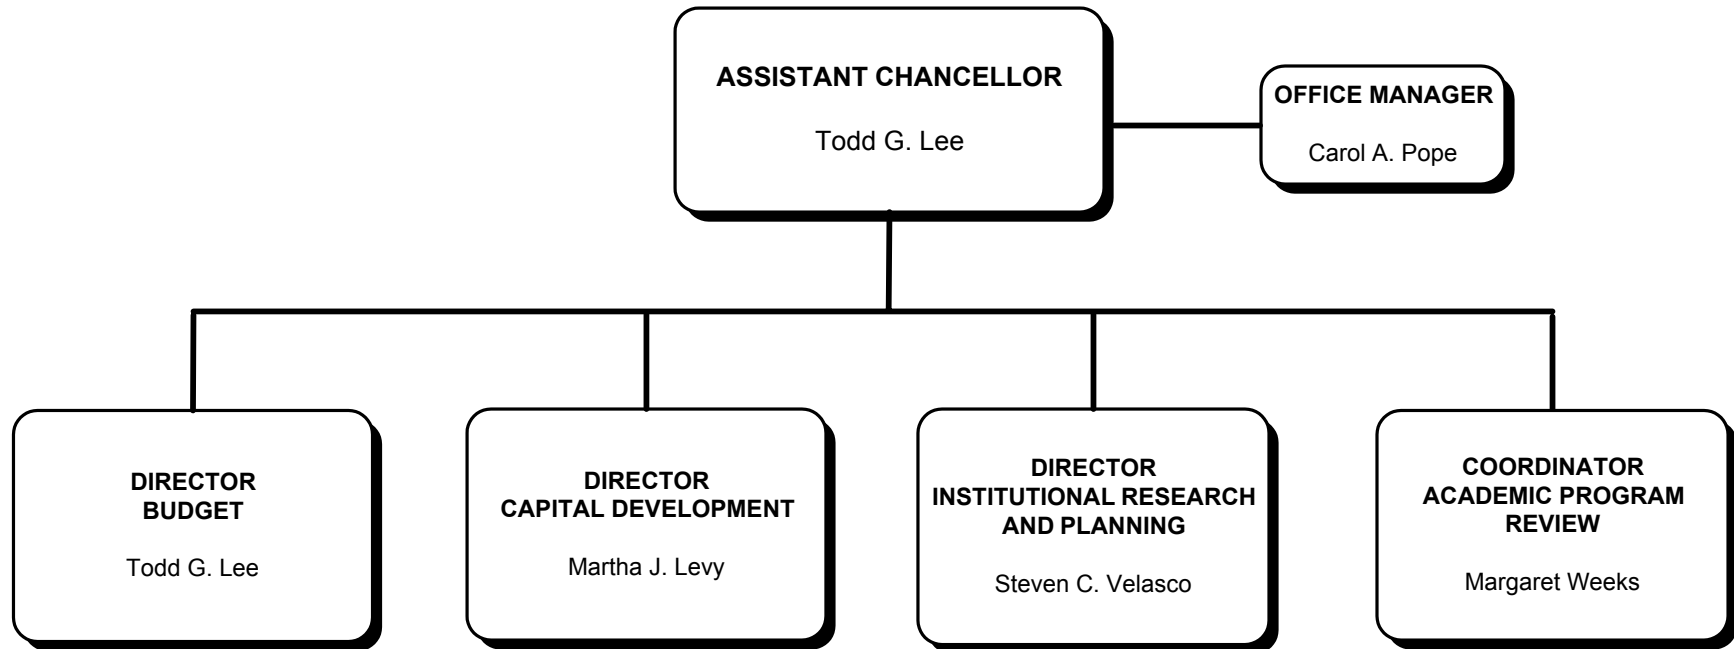 ASSISTANT CHANCELLOR
Todd G. Lee
OFFICE MANAGER
Carol A. Pope
DIRECTOR
BUDGET
Todd G. Lee
DIRECTOR
CAPITAL DEVELOPMENT
Martha J. Levy
DIRECTOR
INSTITUTIONAL RESEARCH
AND PLANNING
Steven C. Velasco
COORDINATOR
ACADEMIC PROGRAM
REVIEW
Margaret Weeks